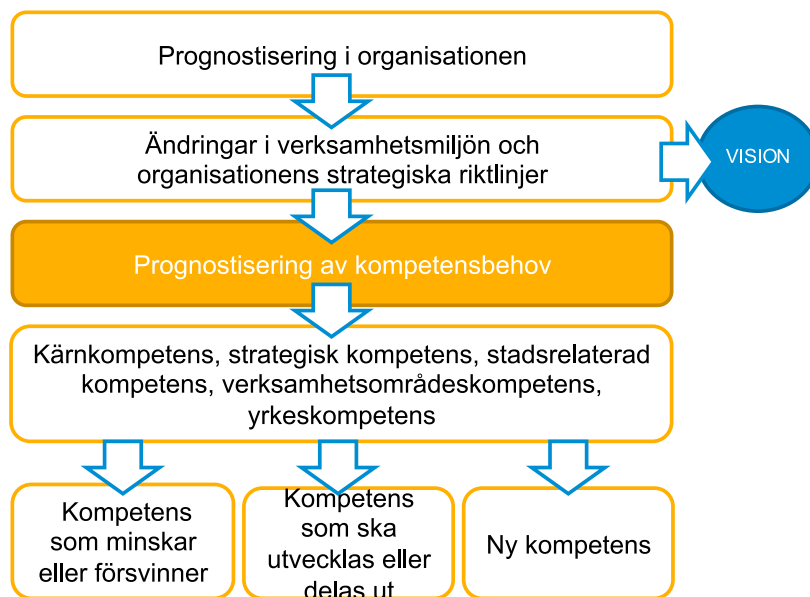 Prognostisering i organisationen
Ändringar i verksamhetsmiljön och
organisationens strategiska riktlinjer
VISION
Prognostisering av kompetensbehov
Kärnkompetens, strategisk kompetens, stadsrelaterad
kompetens, verksamhetsområdeskompetens,
yrkeskompetens
Kompetens
som minskar
eller försvinner
Kompetens
som ska
utvecklas eller
delas ut
Ny kompetens